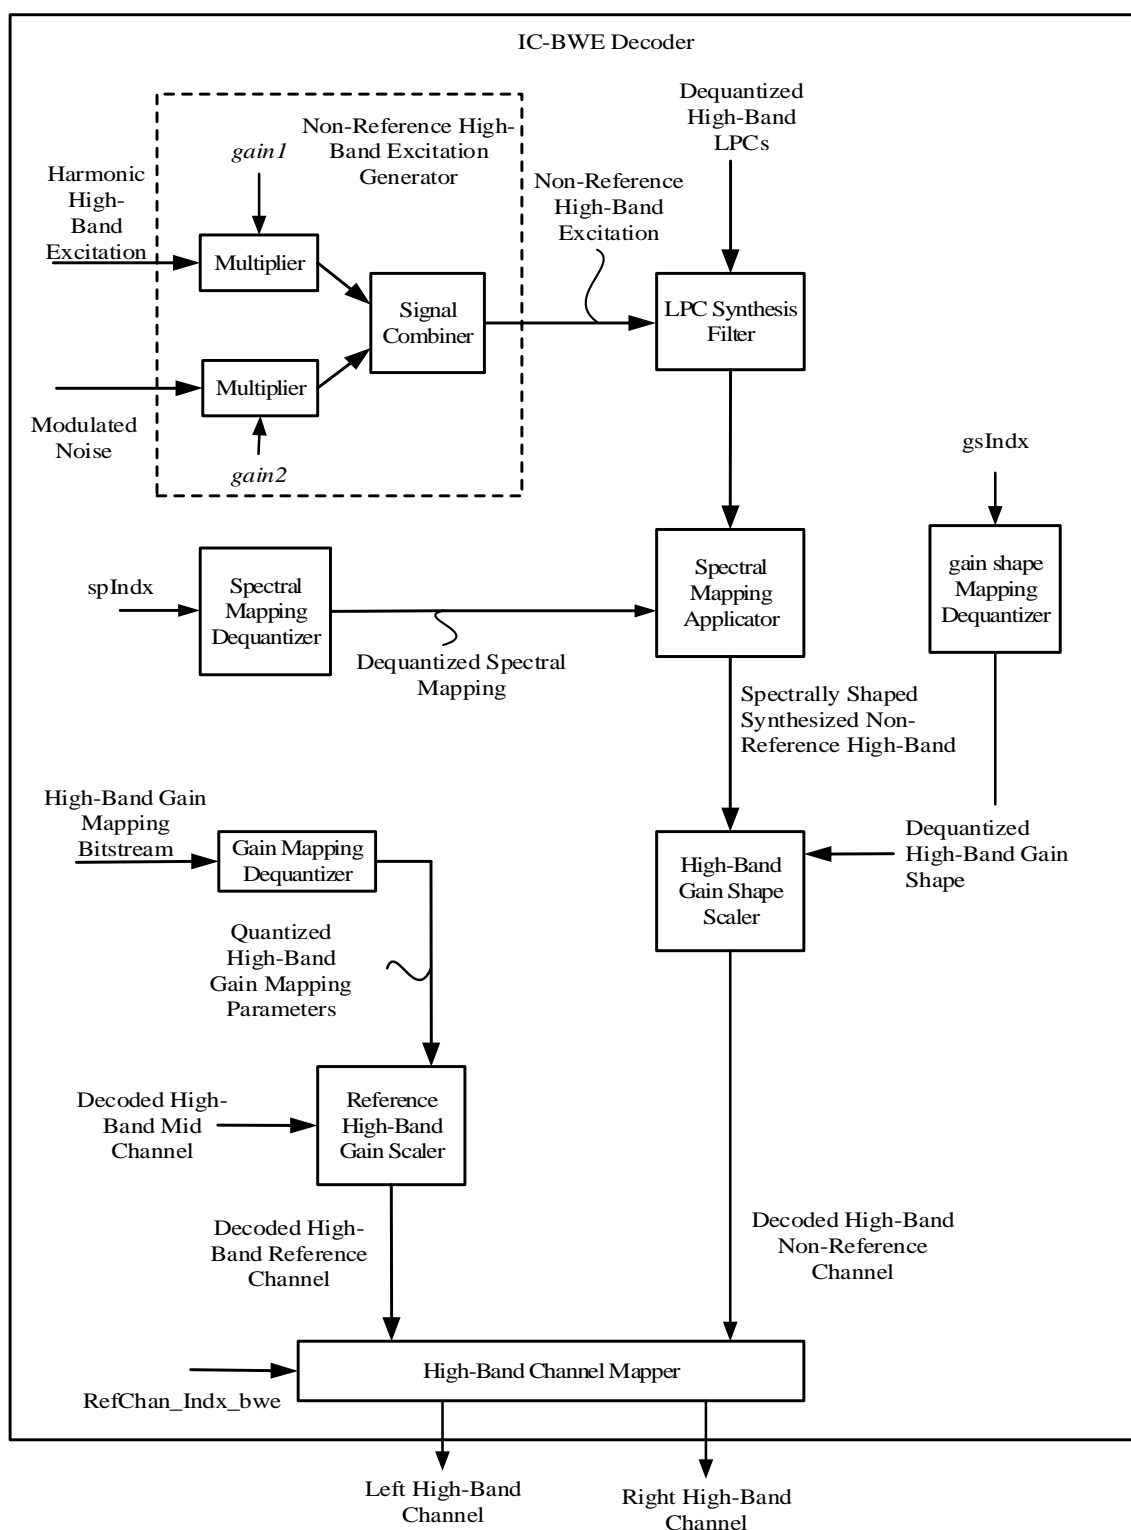 IC-BWE Decoder
Dequantized
High-Band
LPCs
Non-Reference High-
Band Excitation
Generator
gain1
Harmonic
High-
Band
Excitation
Non-Reference
High-Band
Excitation
Multiplier
Signal
Combiner
LPC Synthesis
Filter
Multiplier
Modulated
Noise
gain2
gsIndx
spIndx
Spectral
Mapping
Dequantizer
Spectral
Mapping
Applicator
gain shape
Mapping
Dequantizer
Dequantized Spectral
Mapping
Spectrally Shaped
Synthesized Non-
Reference High-Band
High-Band Gain
Mapping
Bitstream
Gain Mapping
Dequantizer
High-Band
Gain Shape
Scaler
Dequantized
High-Band Gain
Shape
Quantized
High-Band
Gain Mapping
Parameters
Decoded High-
Band Mid
Channel
Reference
High-Band
Gain Scaler
Decoded High-
Band Reference
Channel
Decoded High-Band
Non-Reference
Channel
High-Band Channel Mapper
RefChan_Indx_bwe
Left High-Band
Channel
Right High-Band
Channel